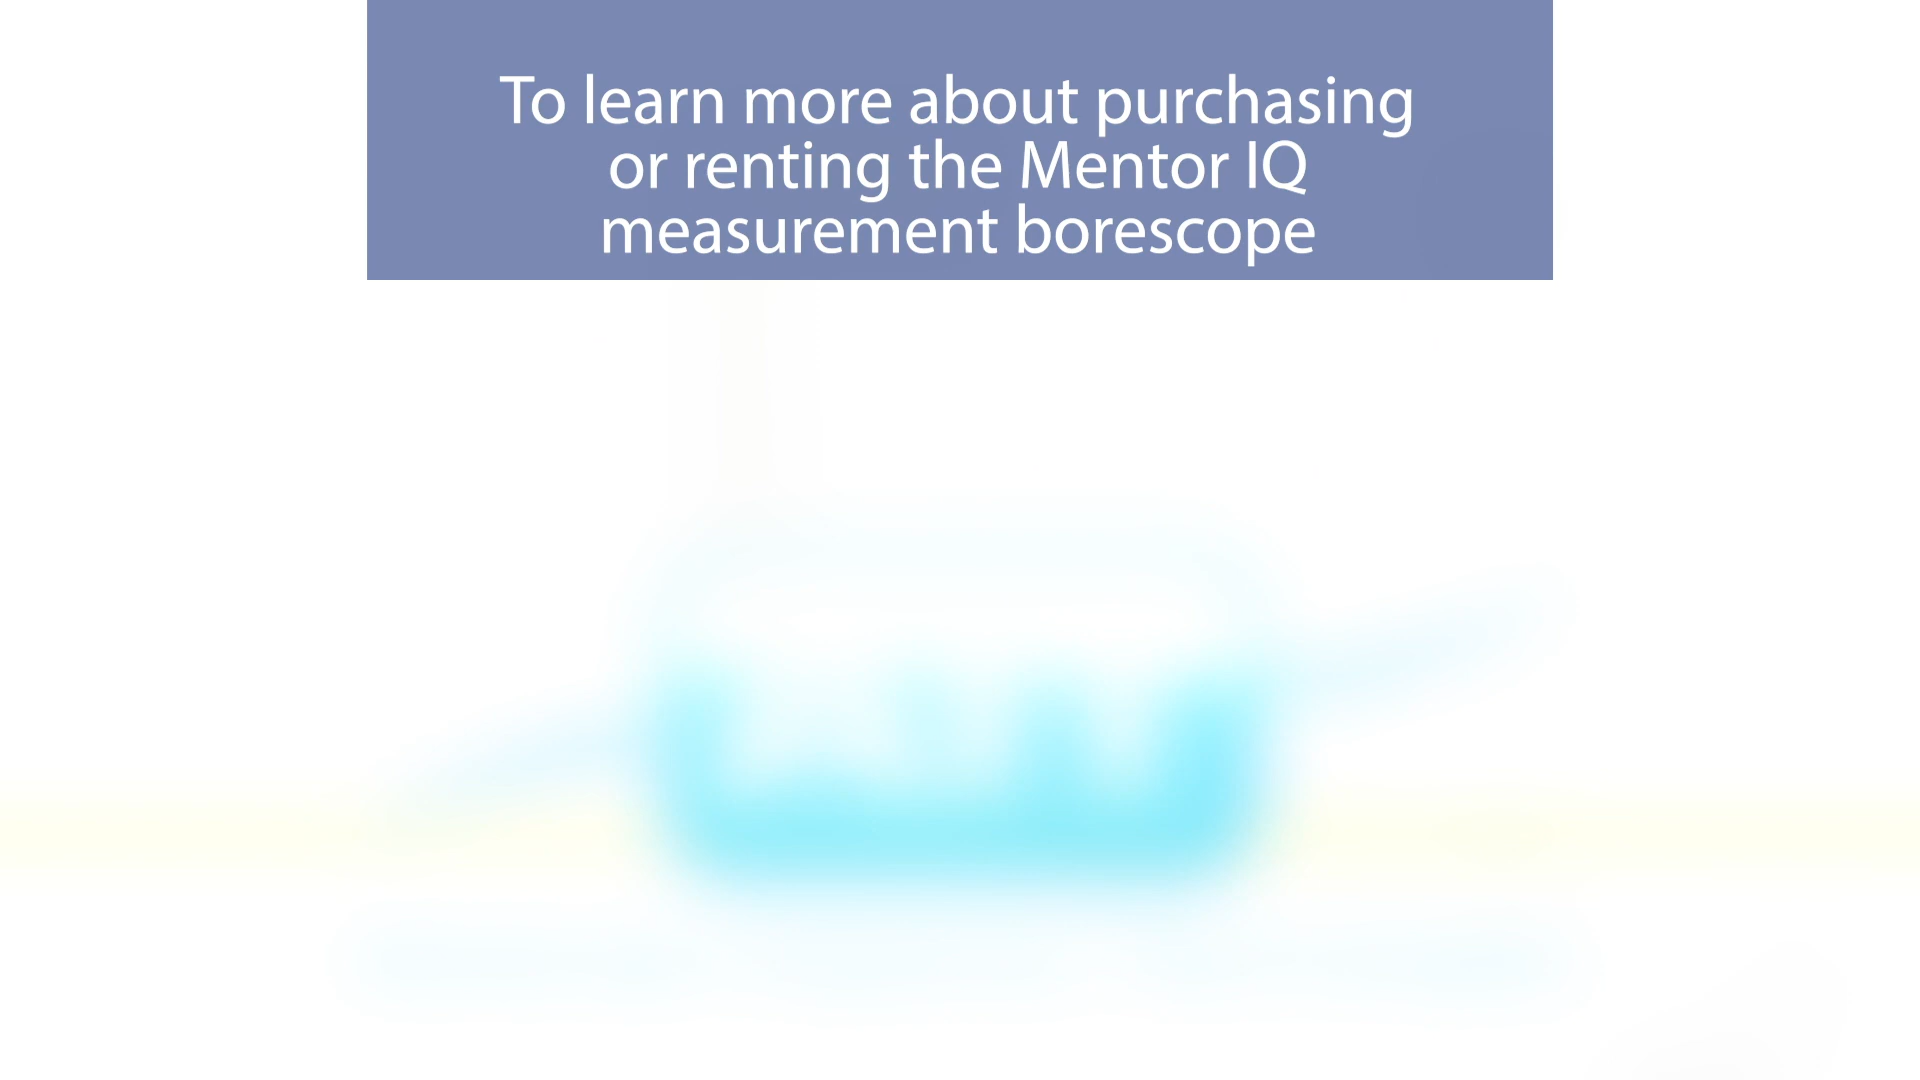 To learn more about purchasing
or renting the Mentor IQ
measurement borescope